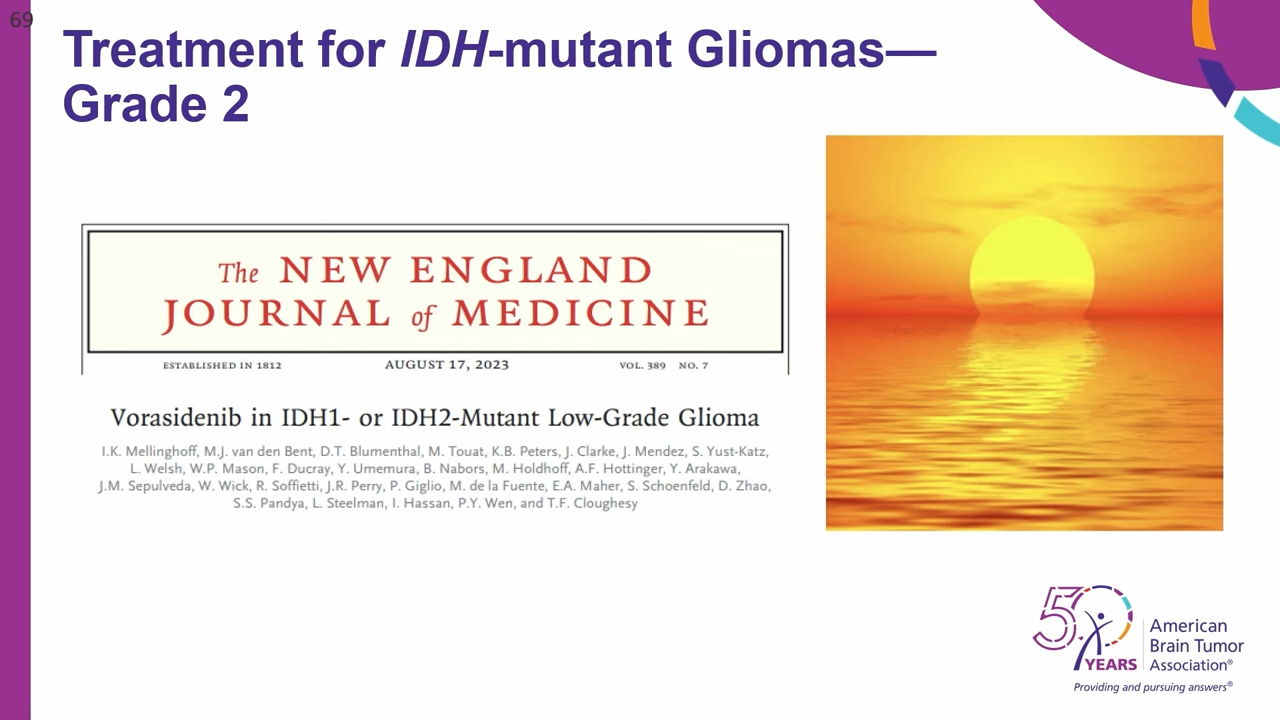 69
Treatment for IDH-mutant Gliomas—
Grade 2
The NEW ENGLAND
JOURNAL of MEDICINE
ESTABLISHED IN 1812 AUGUST 17, 2023 VOL. 389 NO. 7
Vorasidenib in IDH1- or IDH2-Mutant Low-Grade Glioma
I.K. Mellinghoff, M.J. van den Bent, D.T. Blumenthal, M. Touat, K.B. Peters, J. Clarke, J. Mendez, S. Yust-Katz,
L. Welsh, W.P. Mason, F. Ducray, Y. Umemura, B. Nabors, M. Holdhoff, A.F. Hottinger, Y. Arakawa,
J.M. Sepulveda, W. Wick, R. Soffietti, J.R. Perry, P. Giglio, M. de la Fuente, E.A. Maher, S. Schoenfeld, D. Zhao,
S.S. Pandya, L. Steelman, I. Hassan, P.Y. Wen, and T.F. Cloughesy
50
YEARS
American
Brain Tumor
Association®
Providing and pursuing answers®